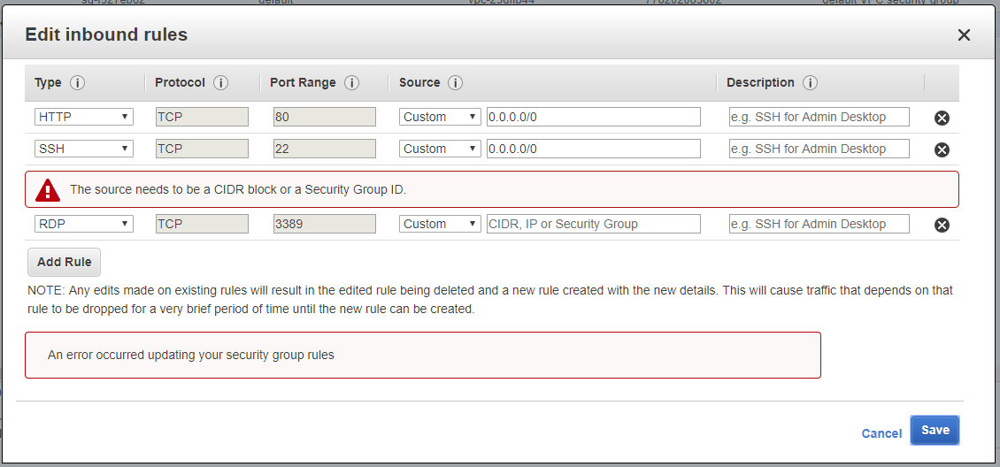 default
Edit inbound rules
Type Protocol Port Range Source Description
HTTP TCP 80 Custom 0.0.0.0/0 e.g. SSH for Admin Desktop
SSH TCP 22 Custom 0.0.0.0/0 e.g. SSH for Admin Desktop
The source needs to be a CIDR block or a Security Group ID.
RDP TCP 3389 Custom CIDR, IP or Security Group e.g. SSH for Admin Desktop
Add Rule
NOTE: Any edits made on existing rules will result in the edited rule being deleted and a new rule created with the new details. This will cause traffic that depends on that
rule to be dropped for a very brief period of time until the new rule can be created.
An error occurred updating your security group rules
Cancel Save